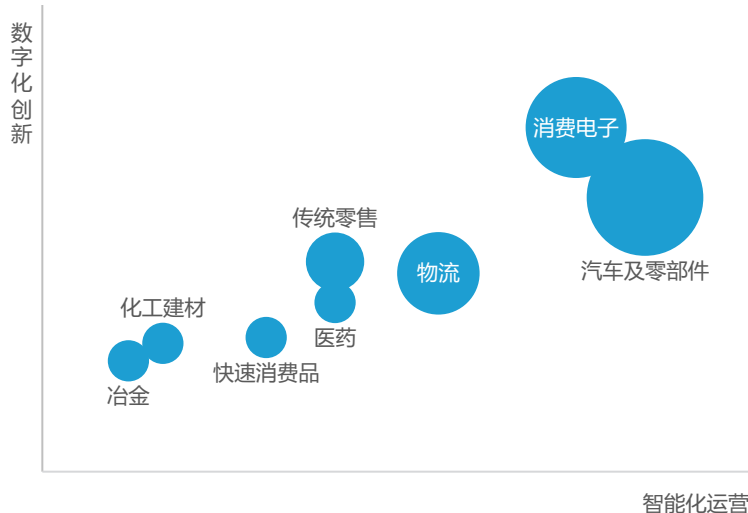 数字化创新
消费电子
传统零售
物流
汽车及零部件
化工建材
医药
快速消费品
冶金
智能化运营